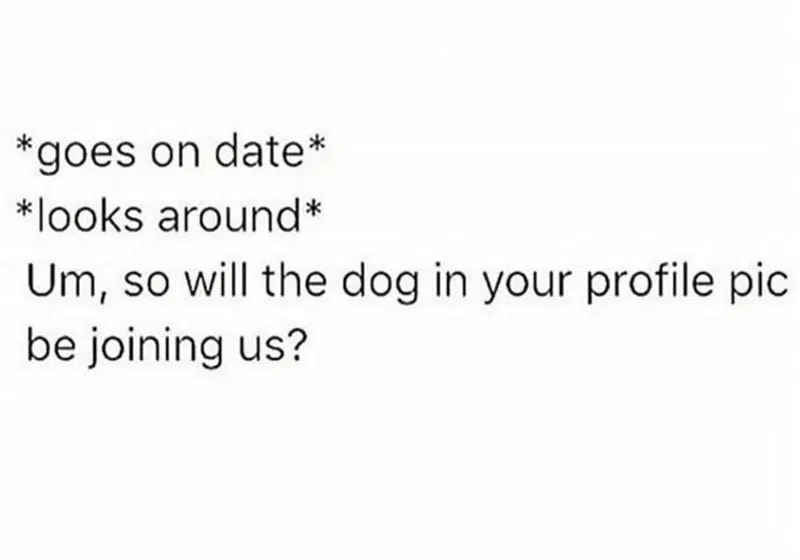 *goes on date*
*looks around*
Um, so will the dog in your profile pic
be joining us?